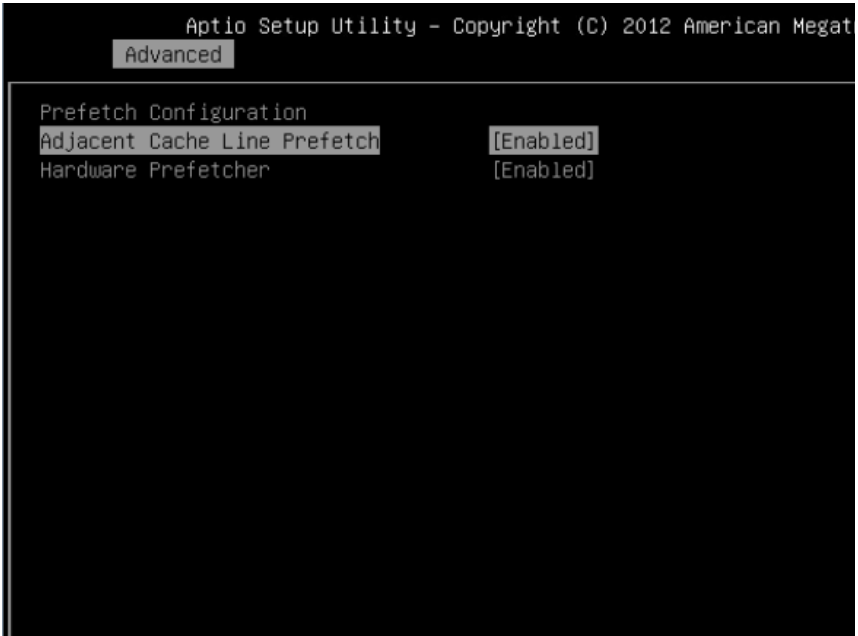 Aptio Setup Utility – Copyright (C) 2012 American
Advanced
Prefetch Configuration
Adjacent Cache Line Prefetch [Enabled]
Hardware Prefetcher [Enabled]